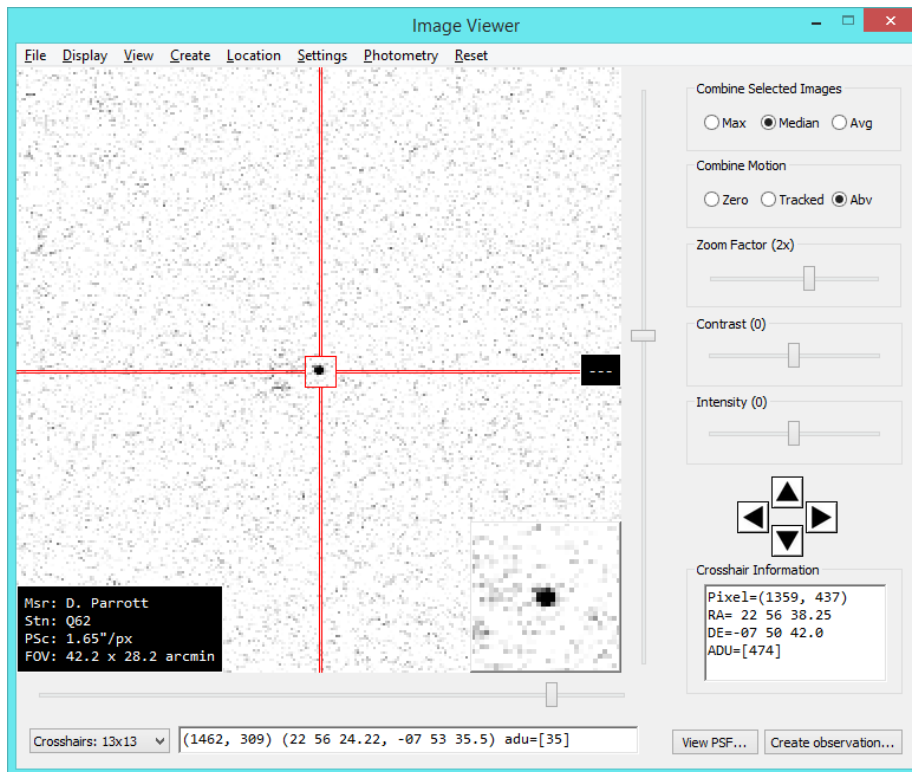 Image Viewer
File Display View Create Location Settings Photometry Reset
Combine Selected Images
Max Median Avg
Combine Motion
Zero Tracked Abv
Zoom Factor (2x)
Contrast (0)
---
Intensity (0)
Crosshair Information
Pixel=(1359, 437)
RA= 22 56 38.25
DE=-07 50 42.0
ADU=[474]
Msr: D. Parrott
Stn: Q62
PSc: 1.65"/px
FOV: 42.2 x 28.2 arcmin
Crosshairs: 13x13 (1462, 309) (22 56 24.22, -07 53 35.5) adu=[35] View PSF... Create observation...